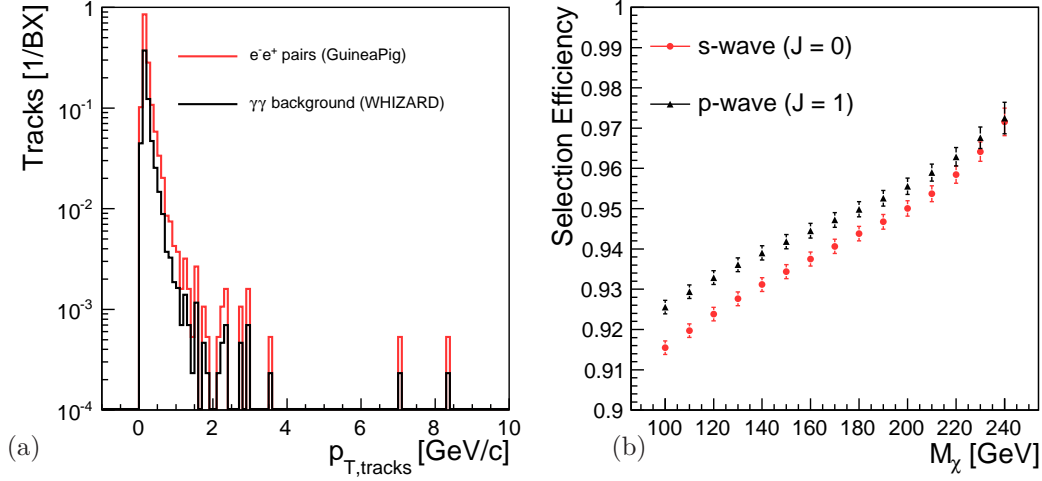 Tracks [1/BX]
1
10⁻¹
10⁻²
10⁻³
10⁻⁴
e⁻e⁺ pairs (GuineaPig)
γγ background (WHIZARD)
0 2 4 6 8 10
p_T,tracks [GeV/c]
(a)
Selection Efficiency
1
0.99
0.98
0.97
0.96
0.95
0.94
0.93
0.92
0.91
0.9
s-wave (J = 0)
p-wave (J = 1)
100 120 140 160 180 200 220 240
M_χ [GeV]
(b)